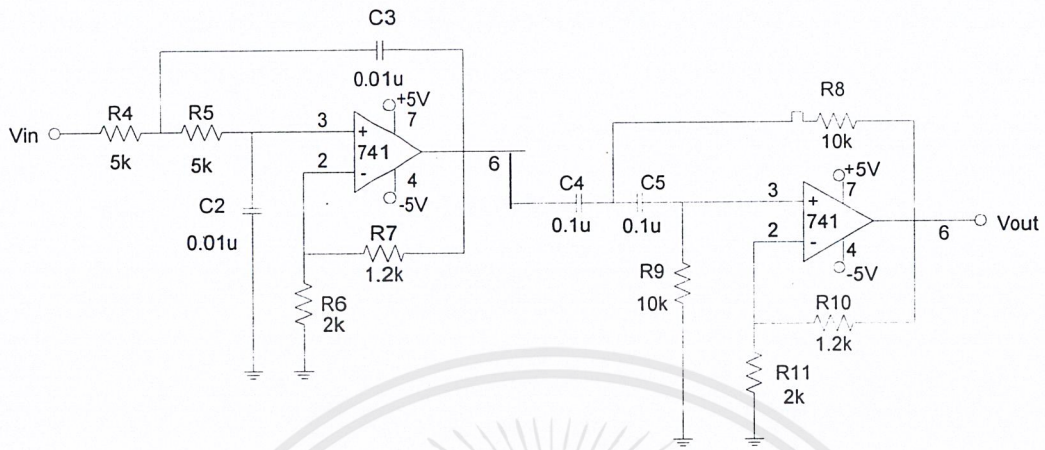 C3
0.01u
R4
R5
Vin
5k
5k
3
+
+5V
7
741
2
-
4
-5V
6
C2
0.01u
R7
1.2k
R6
2k
R8
10k
C4
C5
0.1u
0.1u
3
+
+5V
7
741
2
-
4
-5V
6
Vout
R9
10k
R10
1.2k
R11
2k